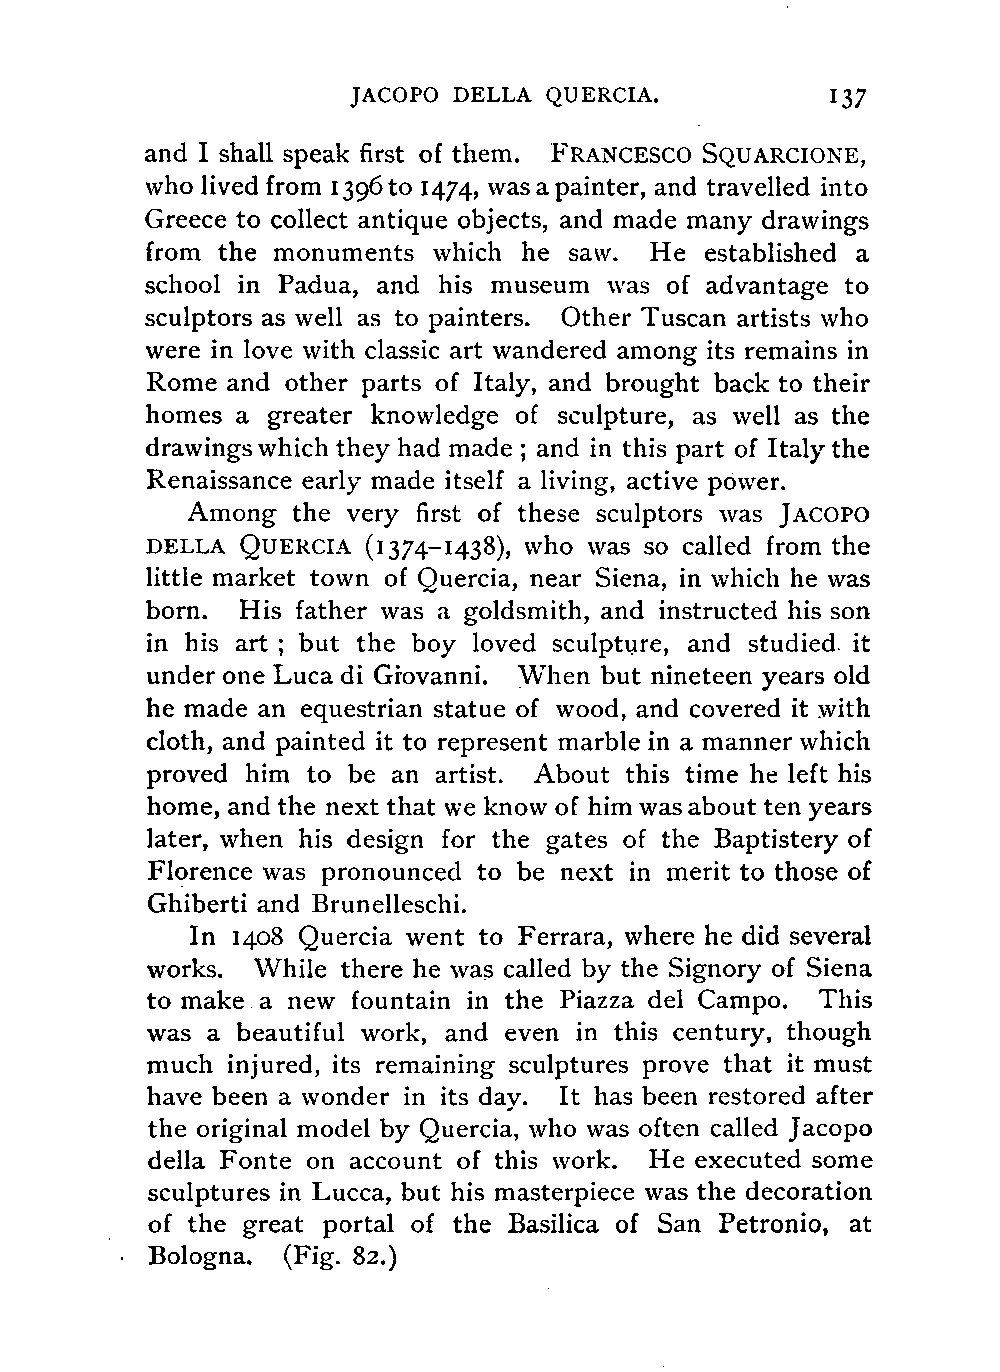 JACOPO DELLA QUERCIA. 137
and I shall speak first of them. FRANCESCO SQUARCIONE,
who lived from 1396 to 1474, was a painter, and travelled into
Greece to collect antique objects, and made many drawings
from the monuments which he saw. He established a
school in Padua, and his museum was of advantage to
sculptors as well as to painters. Other Tuscan artists who
were in love with classic art wandered among its remains in
Rome and other parts of Italy, and brought back to their
homes a greater knowledge of sculpture, as well as the
drawings which they had made ; and in this part of Italy the
Renaissance early made itself a living, active power.
Among the very first of these sculptors was JACOPO
DELLA QUERCIA (1374–1438), who was so called from the
little market town of Quercia, near Siena, in which he was
born. His father was a goldsmith, and instructed his son
in his art ; but the boy loved sculpture, and studied it
under one Luca di Giovanni. When but nineteen years old
he made an equestrian statue of wood, and covered it with
cloth, and painted it to represent marble in a manner which
proved him to be an artist. About this time he left his
home, and the next that we know of him was about ten years
later, when his design for the gates of the Baptistery of
Florence was pronounced to be next in merit to those of
Ghiberti and Brunelleschi.
In 1408 Quercia went to Ferrara, where he did several
works. While there he was called by the Signory of Siena
to make a new fountain in the Piazza del Campo. This
was a beautiful work, and even in this century, though
much injured, its remaining sculptures prove that it must
have been a wonder in its day. It has been restored after
the original model by Quercia, who was often called Jacopo
della Fonte on account of this work. He executed some
sculptures in Lucca, but his masterpiece was the decoration
of the great portal of the Basilica of San Petronio, at
Bologna. (Fig. 82.)